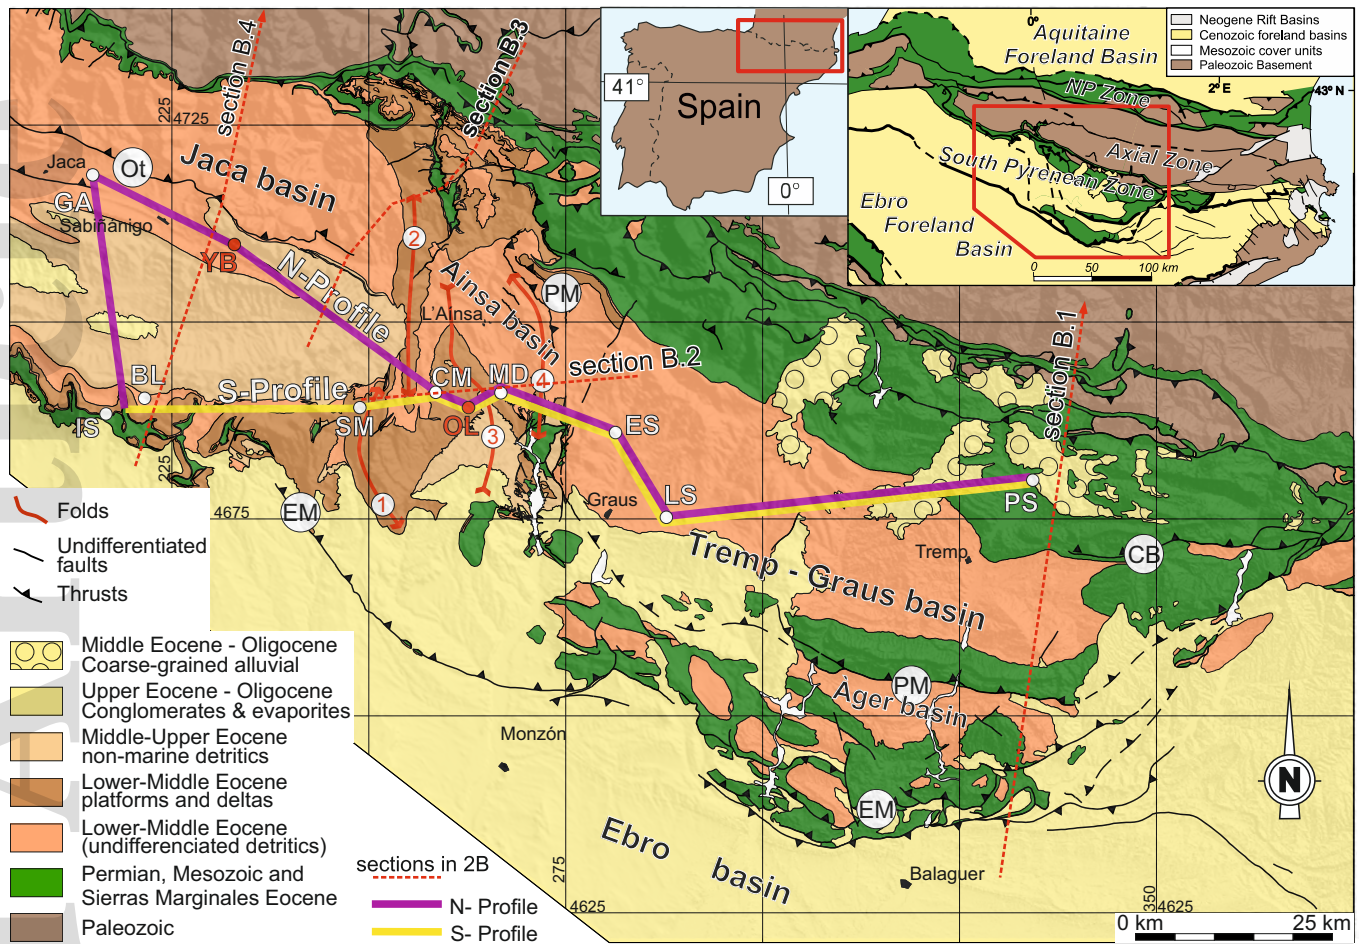 section B.4
section B.3
225
4725
Jaca
Ot
Jaca basin
GA
Sabiñánigo
YB
N-Profile
2
L'Ainsa
Ainsa basin
PM
section B.2
BL
S-Profile
CM
MD
4
IS
SM
OL
3
ES
225
EM
1
4675
Graus
LS
PS
section B.1
CB
Tremp
Tremp - Graus basin
PM
Àger basin
Monzón
EM
Ebro basin
Balaguer
275
4625
350
4625
N
0 km 25 km
41°
Spain
0°
0°
Aquitaine
Foreland Basin
NP Zone
2° E
43° N
Axial Zone
South Pyrenean Zone
Ebro
Foreland
Basin
0 50 100 km
Neogene Rift Basins
Cenozoic foreland basins
Mesozoic cover units
Paleozoic Basement
Folds
Undifferentiated
faults
Thrusts
Middle Eocene - Oligocene
Coarse-grained alluvial
Upper Eocene - Oligocene
Conglomerates & evaporites
Middle-Upper Eocene
non-marine detritics
Lower-Middle Eocene
platforms and deltas
Lower-Middle Eocene
(undifferenciated detritics)
Permian, Mesozoic and
Sierras Marginales Eocene
Paleozoic
sections in 2B
N- Profile
S- Profile